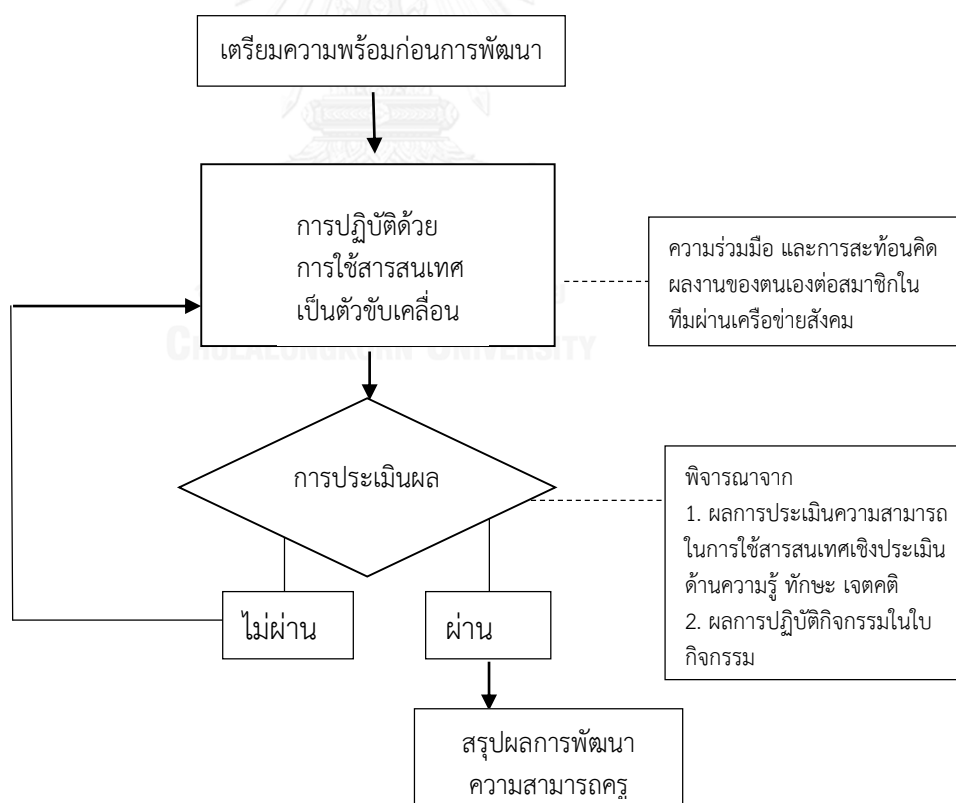 เตรียมความพร้อมก่อนการพัฒนา
การปฏิบัติด้วย
การใช้สารสนเทศ
เป็นตัวขับเคลื่อน
ความร่วมมือ และการสะท้อนคิด
ผลงานของตนเองต่อสมาชิกใน
ทีมผ่านเครือข่ายสังคม
CHULALONGKORN UNIVERSITY
การประเมินผล
พิจารณาจาก
1. ผลการประเมินความสามารถ
ในการใช้สารสนเทศเชิงประเมิน
ด้านความรู้ ทักษะ เจตคติ
2. ผลการปฏิบัติกิจกรรมในใบ
กิจกรรม
ไม่ผ่าน
ผ่าน
สรุปผลการพัฒนา
ความสามารถครู